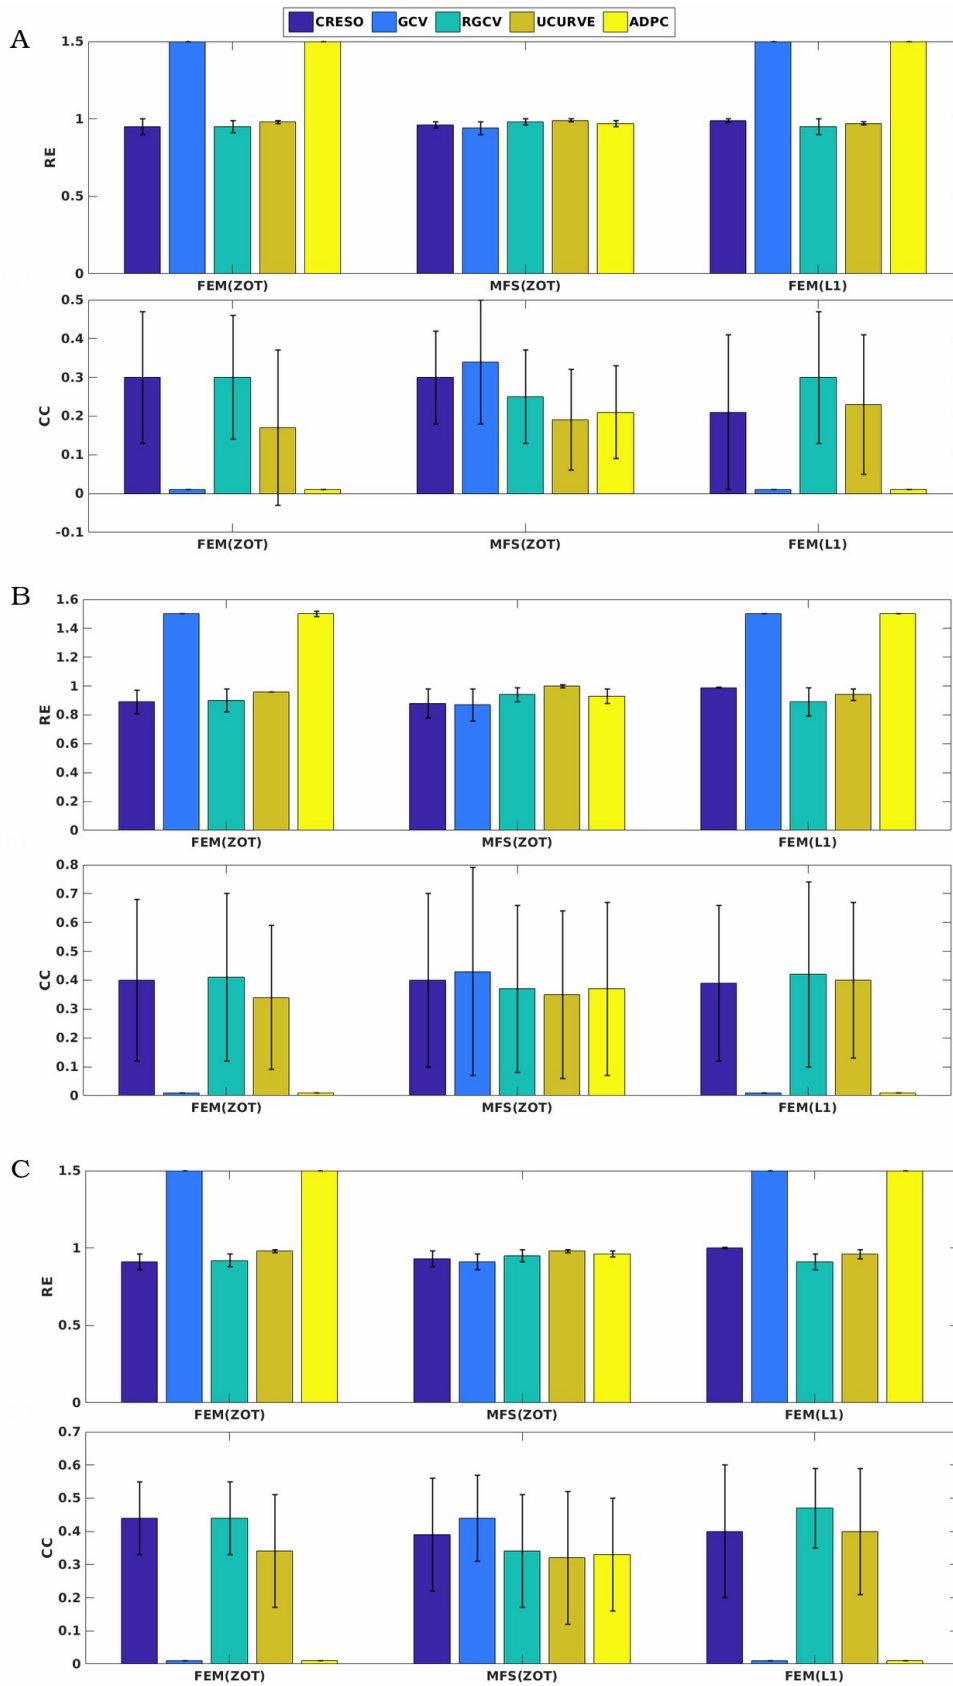 CRESO GCV RGCV UCURVE ADPC
A
1.5
1
0.5
0
RE
FEM(ZOT) MFS(ZOT) FEM(L1)
0.5
0.4
0.3
0.2
0.1
0
-0.1
CC
FEM(ZOT) MFS(ZOT) FEM(L1)
B
1.6
1.4
1.2
1
0.8
0.6
0.4
0.2
0
RE
FEM(ZOT) MFS(ZOT) FEM(L1)
0.8
0.7
0.6
0.5
0.4
0.3
0.2
0.1
0
CC
FEM(ZOT) MFS(ZOT) FEM(L1)
C
1.5
1
0.5
0
RE
FEM(ZOT) MFS(ZOT) FEM(L1)
0.7
0.6
0.5
0.4
0.3
0.2
0.1
0
CC
FEM(ZOT) MFS(ZOT) FEM(L1)